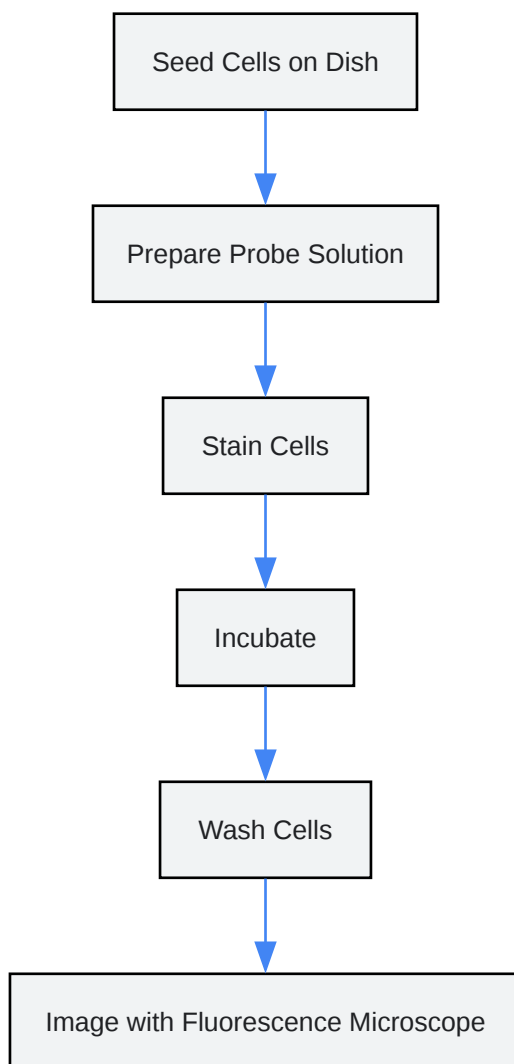 Seed Cells on Dish
Prepare Probe Solution
Stain Cells
Incubate
Wash Cells
Image with Fluorescence Microscope